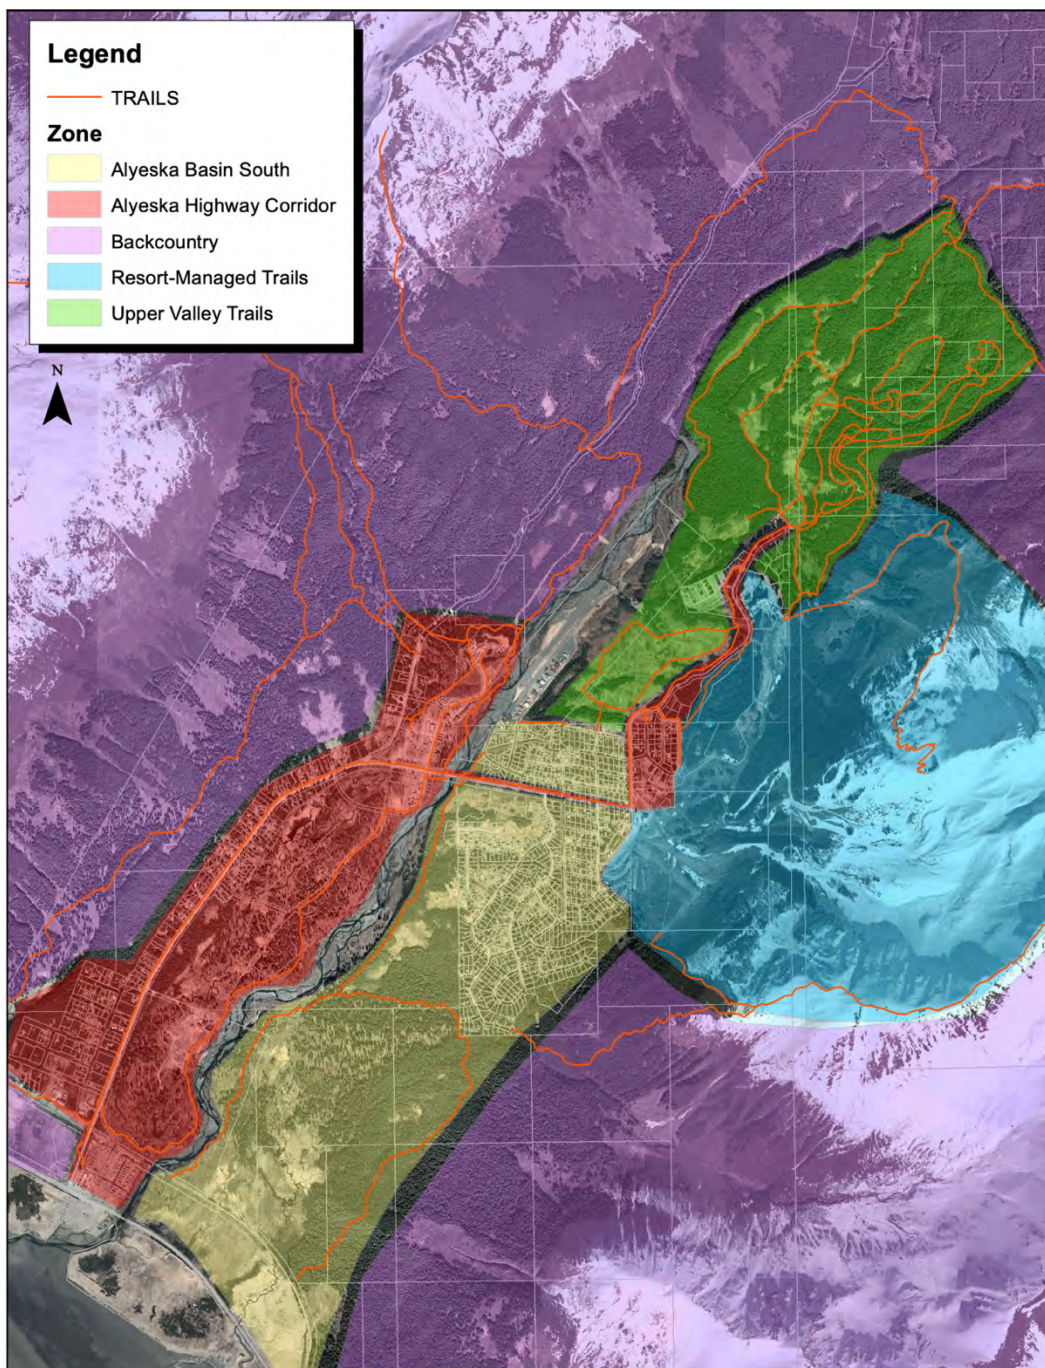 Legend
TRAILS
Zone
Alyeska Basin South
Alyeska Highway Corridor
Backcountry
Resort-Managed Trails
Upper Valley Trails
N